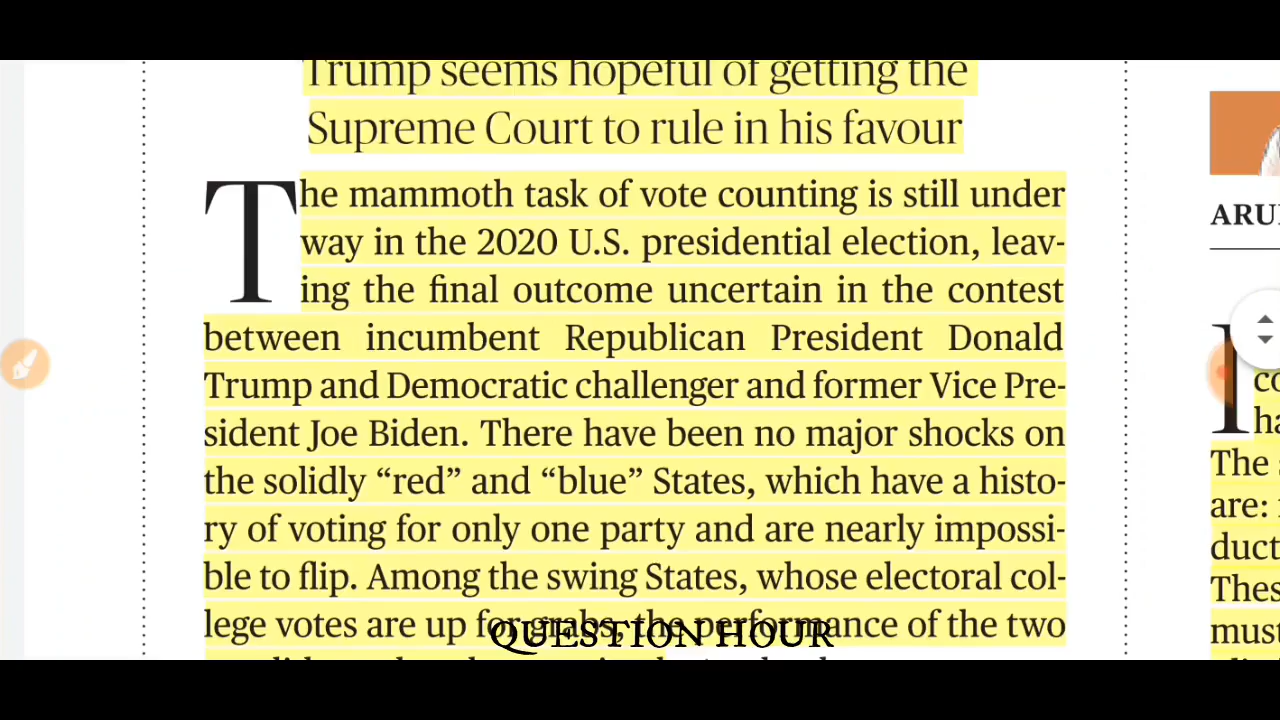 Trump seems hopeful of getting the
Supreme Court to rule in his favour
The mammoth task of vote counting is still under
way in the 2020 U.S. presidential election, leav-
ing the final outcome uncertain in the contest
between incumbent Republican President Donald
Trump and Democratic challenger and former Vice Pre-
sident Joe Biden. There have been no major shocks on
the solidly “red” and “blue” States, which have a histo-
ry of voting for only one party and are nearly impossi-
ble to flip. Among the swing States, whose electoral col-
lege votes are up for grabs, the performance of the two
QUESTION HOUR
The
are:
duct
Thes
must